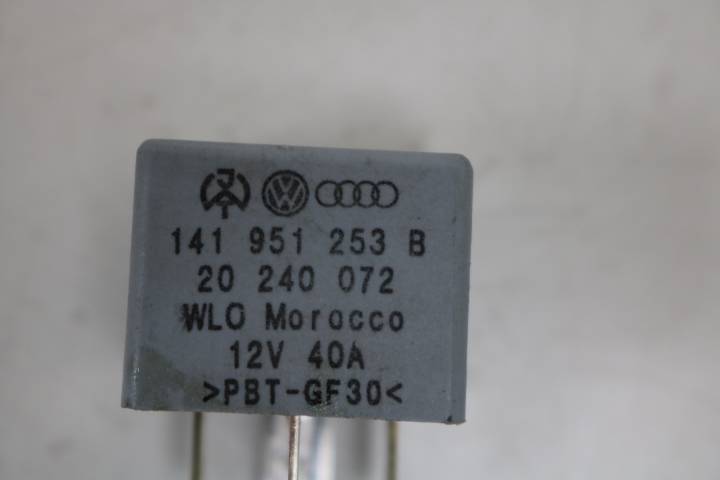 141 951 253 B
20 240 072
WLO Morocco
12V 40A
>PBT-GF30<